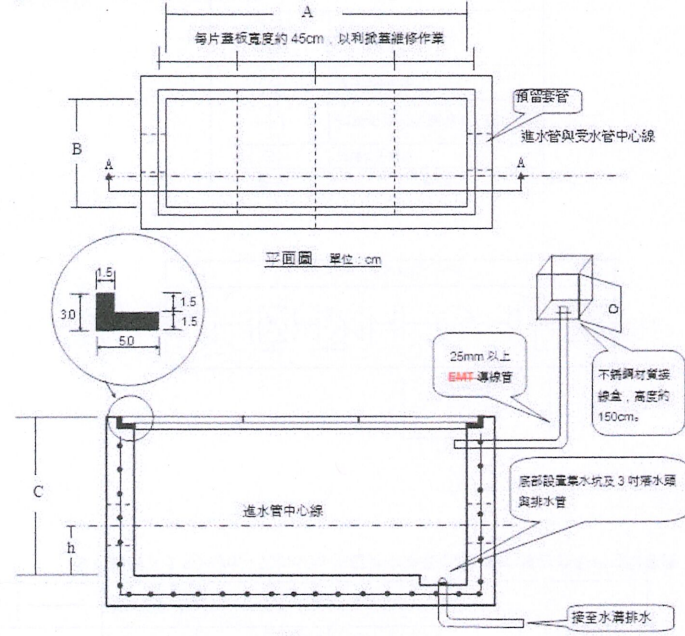 A
每片蓋板寬度約 45cm，以利掀蓋維修作業
預留套管
進水管與受水管中心線
B
A
A
平面圖 單位：cm
1.5
3.0
1.5
1.5
5.0
25mm 以上
EMT 導線管
不銹鋼材質接
線盒，高度約
150cm。
C
進水管中心線
h
底部設置集水坑及 3 吋落水頭
與排水管
接至水溝排水